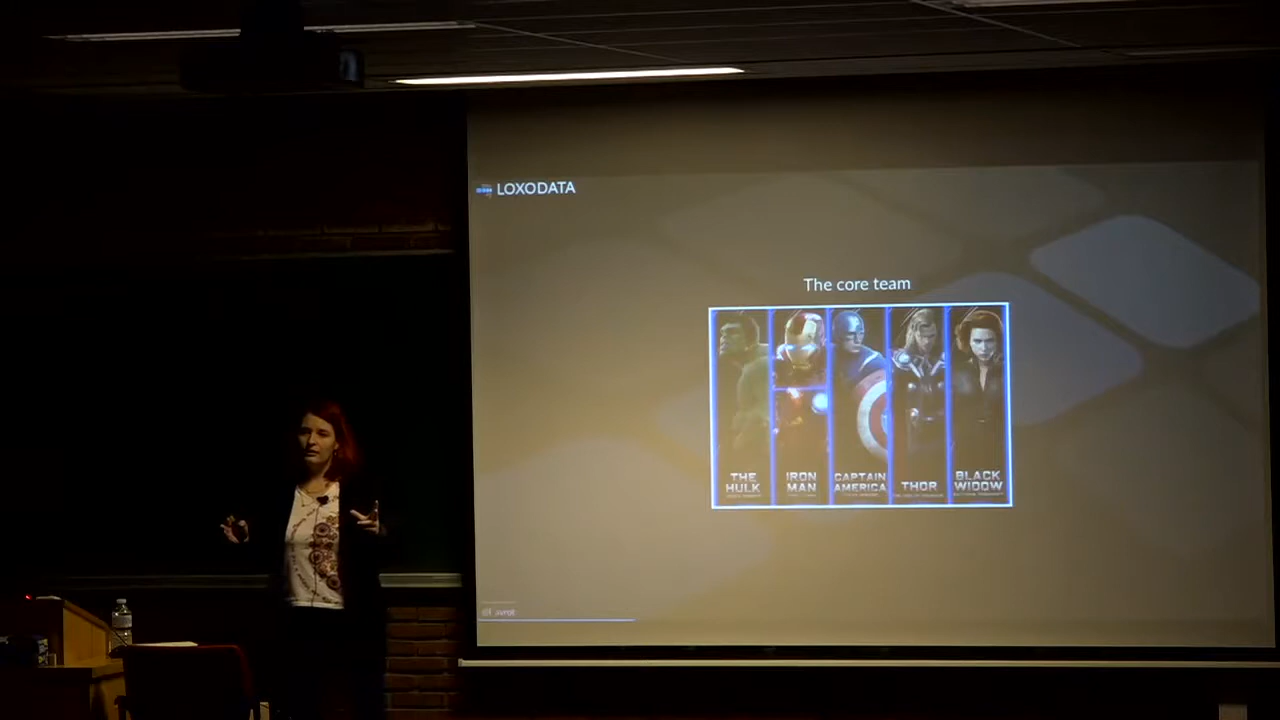 LOXODATA
The core team
THE HULK
IRON MAN
CAPTAIN AMERICA
THOR
BLACK WIDOW